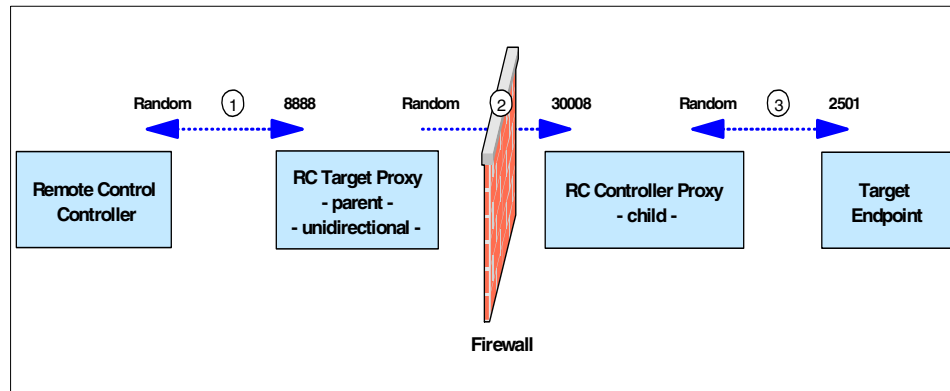 Random 1 8888 Random 2 30008 Random 3 2501
Remote Control
Controller
RC Target Proxy
- parent -
- unidirectional -
RC Controller Proxy
- child -
Target
Endpoint
Firewall